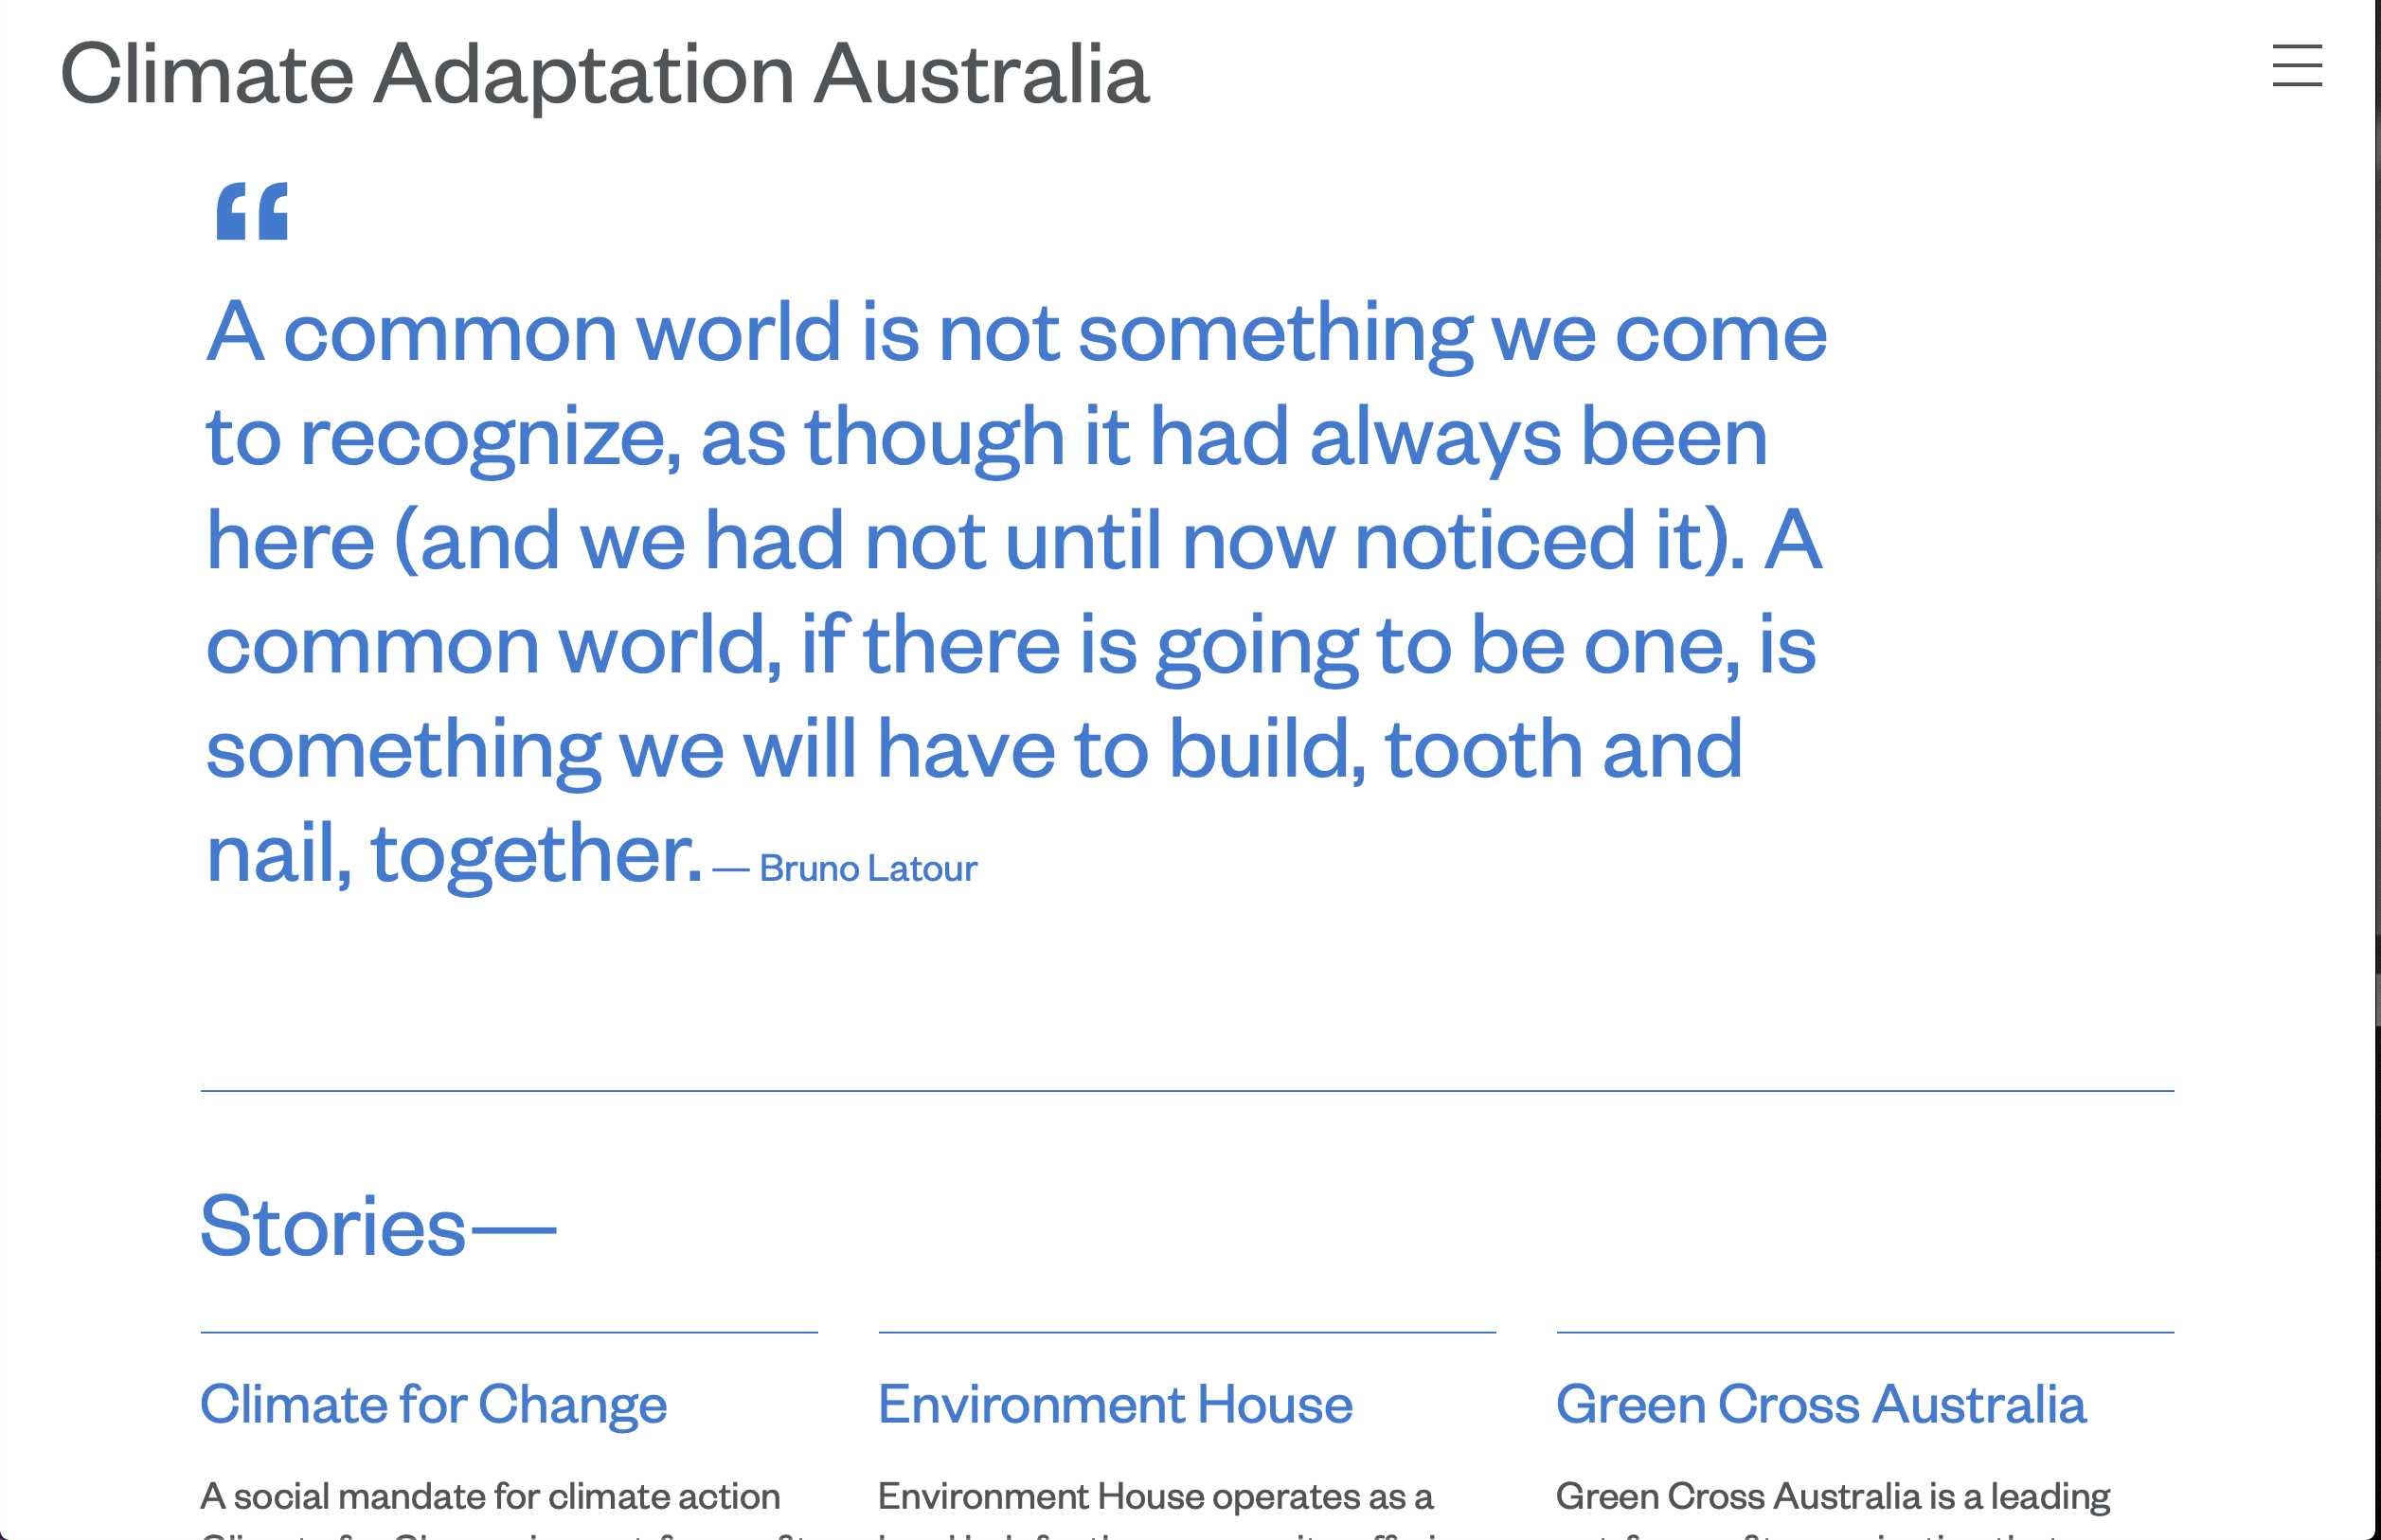 Climate Adaptation Australia
“
A common world is not something we come
to recognize, as though it had always been
here (and we had not until now noticed it). A
common world, if there is going to be one, is
something we will have to build, tooth and
nail, together. — Bruno Latour
Stories—
Climate for Change
A social mandate for climate action
Environment House
Environment House operates as a
Green Cross Australia
Green Cross Australia is a leading